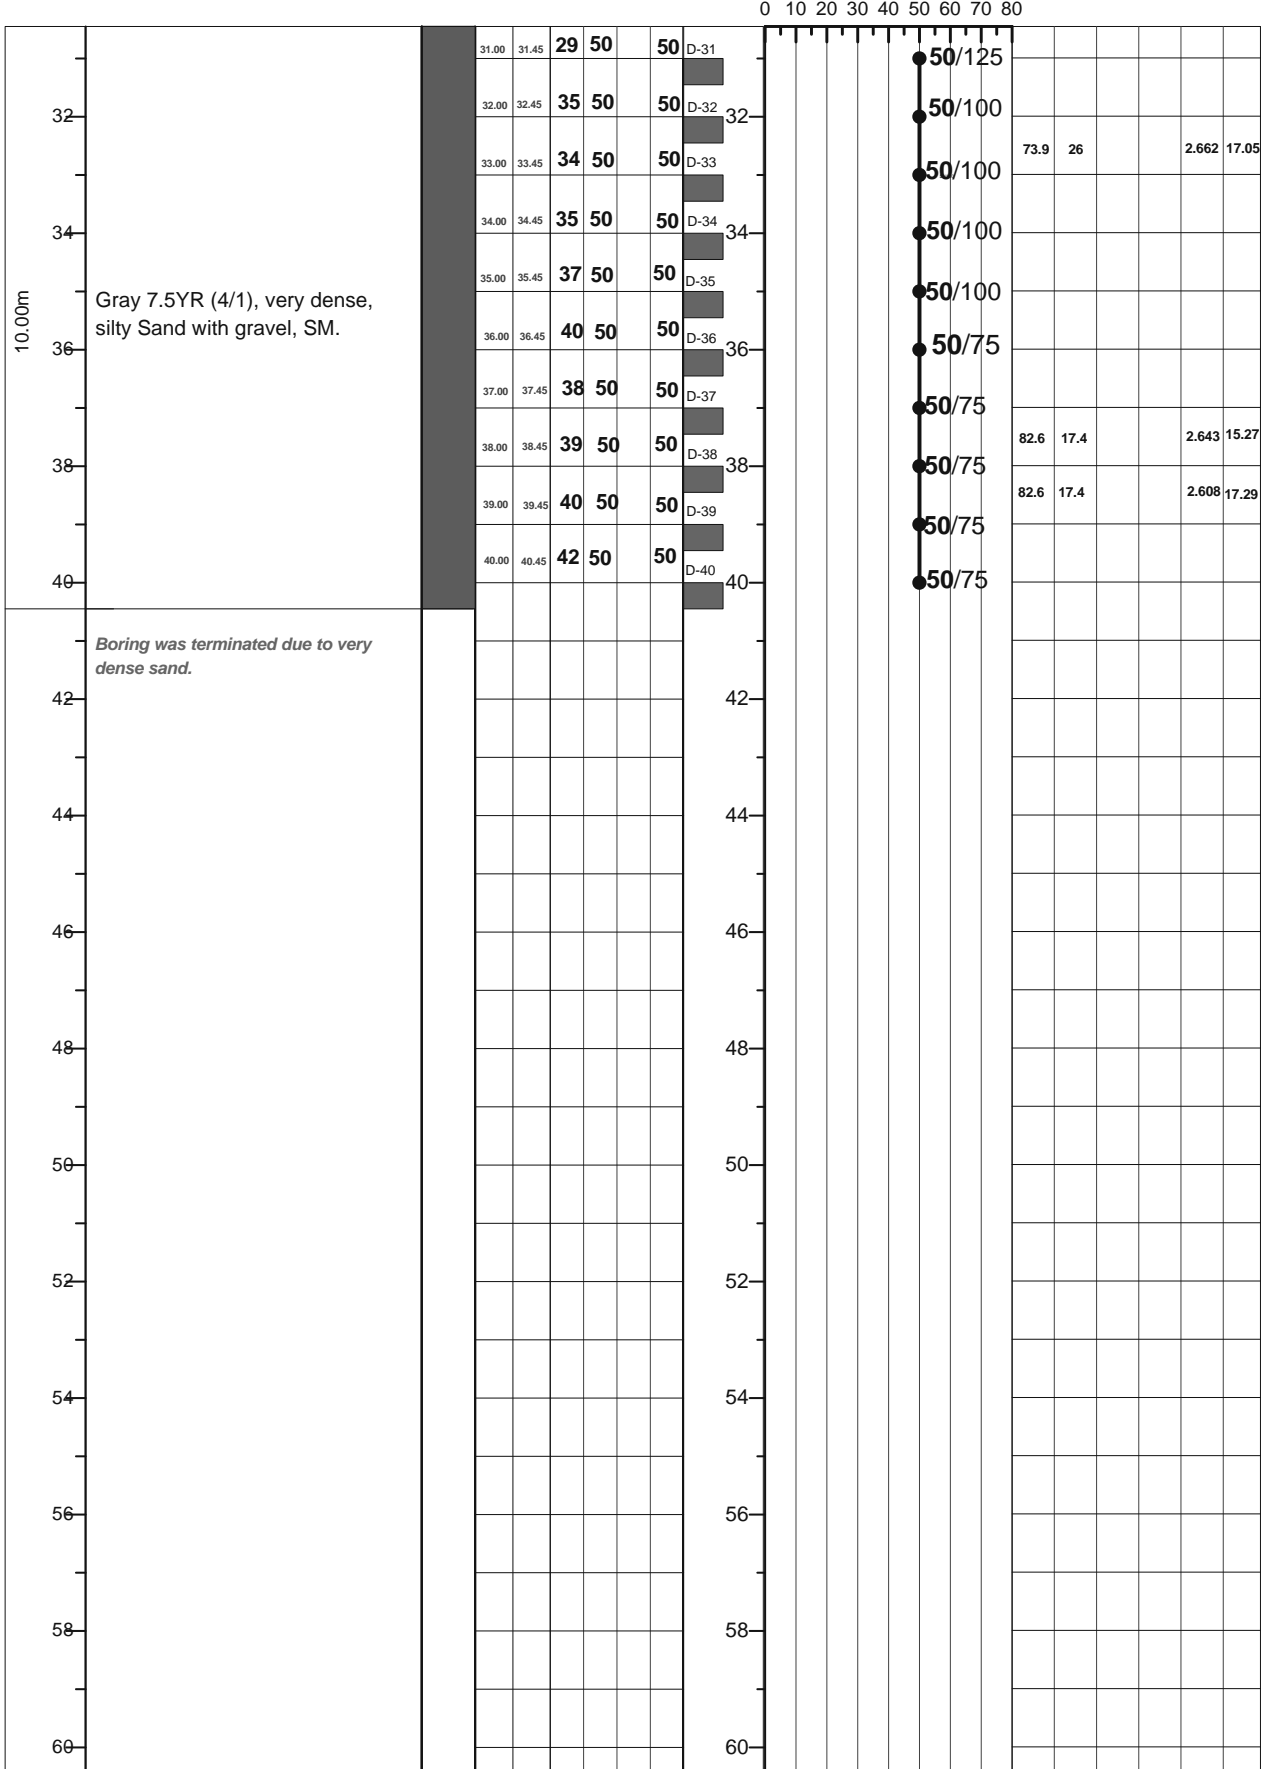 0 10 20 30 40 50 60 70 80
31.00 31.45 29 50 50 D-31 50/125
32.00 32.45 35 50 50 D-32 50/100
32 32
33.00 33.45 34 50 50 D-33 50/100 73.9 26 2.662 17.05
34.00 34.45 35 50 50 D-34 50/100
34 34
35.00 35.45 37 50 50 D-35 50/100
10.00m
Gray 7.5YR (4/1), very dense,
silty Sand with gravel, SM.
36.00 36.45 40 50 50 D-36 50/75
36 36
37.00 37.45 38 50 50 D-37 50/75
38.00 38.45 39 50 50 D-38 50/75 82.6 17.4 2.643 15.27
38 38
39.00 39.45 40 50 50 D-39 50/75 82.6 17.4 2.608 17.29
40.00 40.45 42 50 50 D-40 50/75
40 40
Boring was terminated due to very
dense sand.
42 42
44 44
46 46
48 48
50 50
52 52
54 54
56 56
58 58
60 60